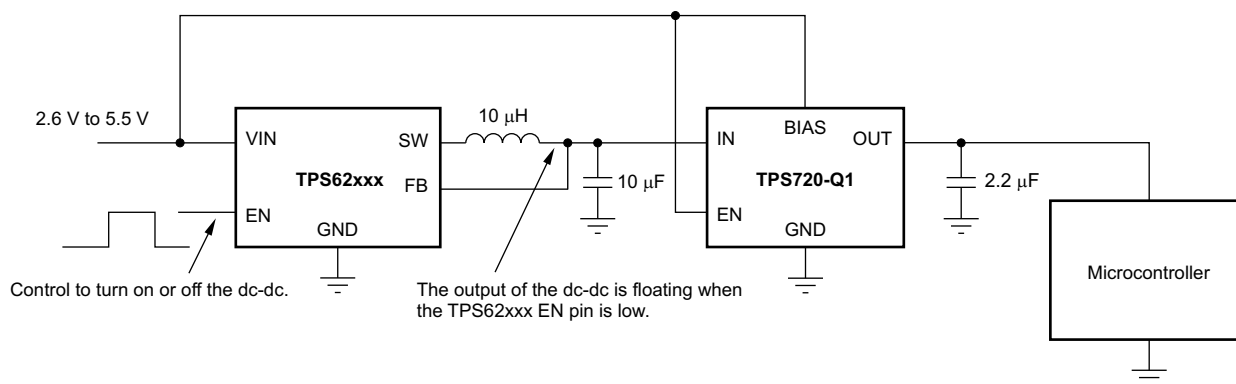 2.6 V to 5.5 V
VIN
SW
FB
EN
GND
TPS62xxx
10 μH
10 μF
IN
BIAS
OUT
TPS720-Q1
EN
GND
2.2 μF
Microcontroller
Control to turn on or off the dc-dc.
The output of the dc-dc is floating when
the TPS62xxx EN pin is low.